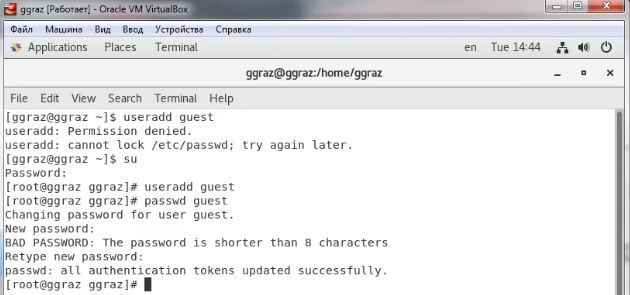 ggraz [Работает] - Oracle VM VirtualBox
Файл Машина Вид Ввод Устройства Справка
Applications Places Terminal en Tue 14:44
ggraz@ggraz:/home/ggraz
File Edit View Search Terminal Help
[ggraz@ggraz ~]$ useradd guest
useradd: Permission denied.
useradd: cannot lock /etc/passwd; try again later.
[ggraz@ggraz ~]$ su
Password:
[root@ggraz ggraz]# useradd guest
[root@ggraz ggraz]# passwd guest
Changing password for user guest.
New password:
BAD PASSWORD: The password is shorter than 8 characters
Retype new password:
passwd: all authentication tokens updated successfully.
[root@ggraz ggraz]#